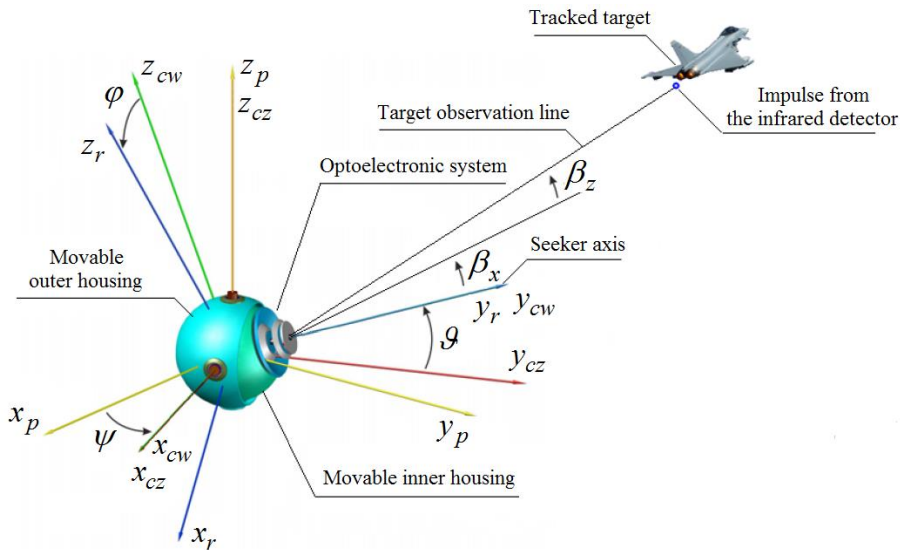 Tracked target
z_cw
z_p
φ
z_cz
Impulse from
the infrared detector
Target observation line
z_r
Optoelectronic system
β_z
Movable
outer housing
β_x
Seeker axis
y_r
y_cw
ϑ
y_cz
x_p
ψ
x_cw
y_p
x_cz
Movable inner housing
x_r